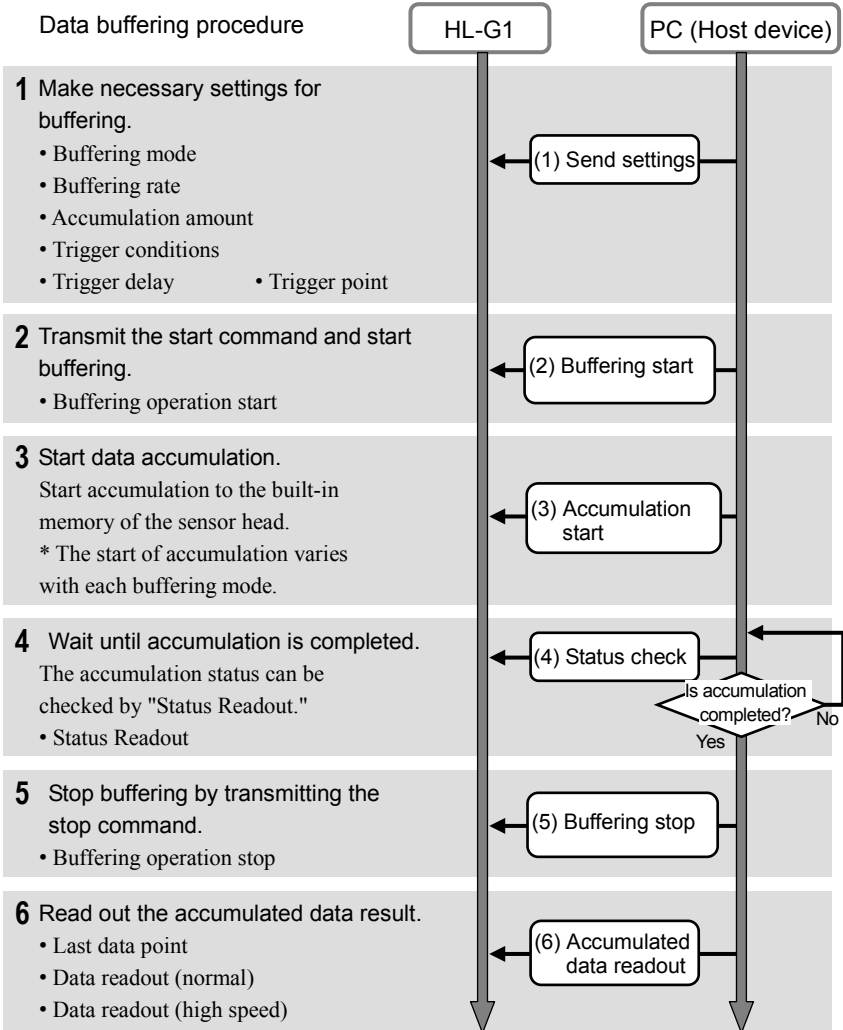 Data buffering procedure
HL-G1
PC (Host device)
1 Make necessary settings for
buffering.
• Buffering mode
• Buffering rate
• Accumulation amount
• Trigger conditions
• Trigger delay • Trigger point
(1) Send settings
2 Transmit the start command and start
buffering.
• Buffering operation start
(2) Buffering start
3 Start data accumulation.
Start accumulation to the built-in
memory of the sensor head.
* The start of accumulation varies
with each buffering mode.
(3) Accumulation
start
4 Wait until accumulation is completed.
The accumulation status can be
checked by "Status Readout."
• Status Readout
(4) Status check
Is accumulation
completed?
No
Yes
5 Stop buffering by transmitting the
stop command.
• Buffering operation stop
(5) Buffering stop
6 Read out the accumulated data result.
• Last data point
• Data readout (normal)
• Data readout (high speed)
(6) Accumulated
data readout